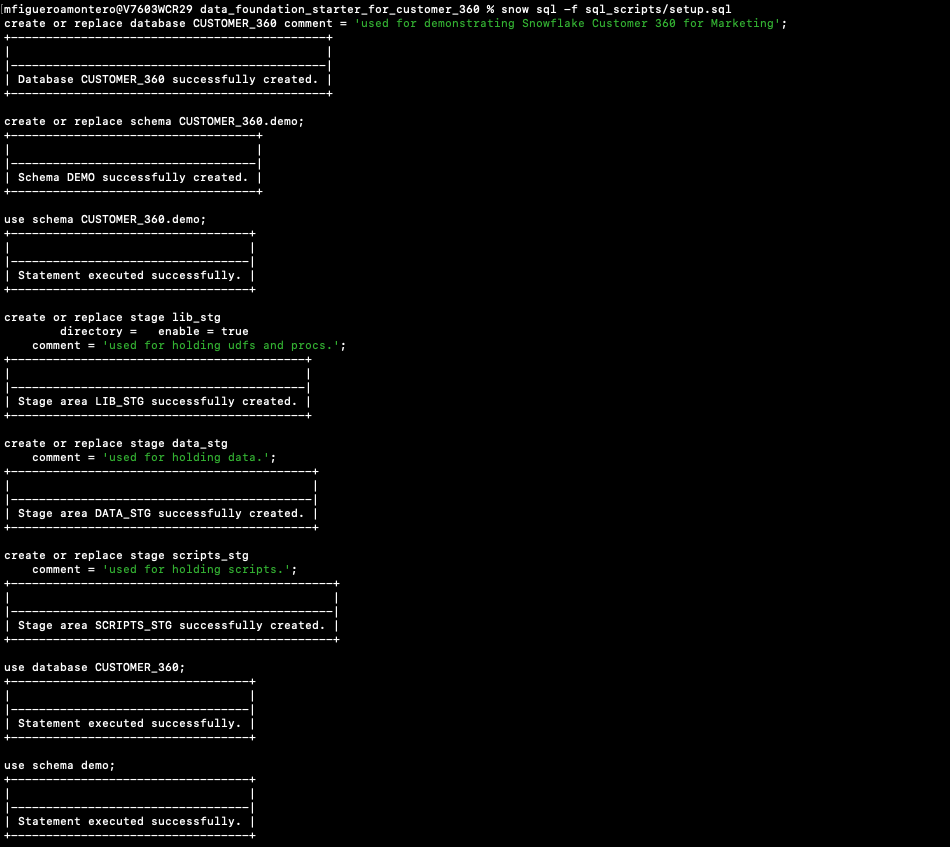 mfigueroamontero@V7603WCR29 data_foundation_starter_for_customer_360 % snow sql -f sql_scripts/setup.sql
create or replace database CUSTOMER_360 comment = 'used for demonstrating Snowflake Customer 360 for Marketing';
Database CUSTOMER_360 successfully created.
create or replace schema CUSTOMER_360.demo;
Schema DEMO successfully created.
use schema CUSTOMER_360.demo;
Statement executed successfully.
create or replace stage lib_stg
directory =   enable = true
comment = 'used for holding udfs and procs.';
Stage area LIB_STG successfully created.
create or replace stage data_stg
comment = 'used for holding data.';
Stage area DATA_STG successfully created.
create or replace stage scripts_stg
comment = 'used for holding scripts.';
Stage area SCRIPTS_STG successfully created.
use database CUSTOMER_360;
Statement executed successfully.
use schema demo;
Statement executed successfully.